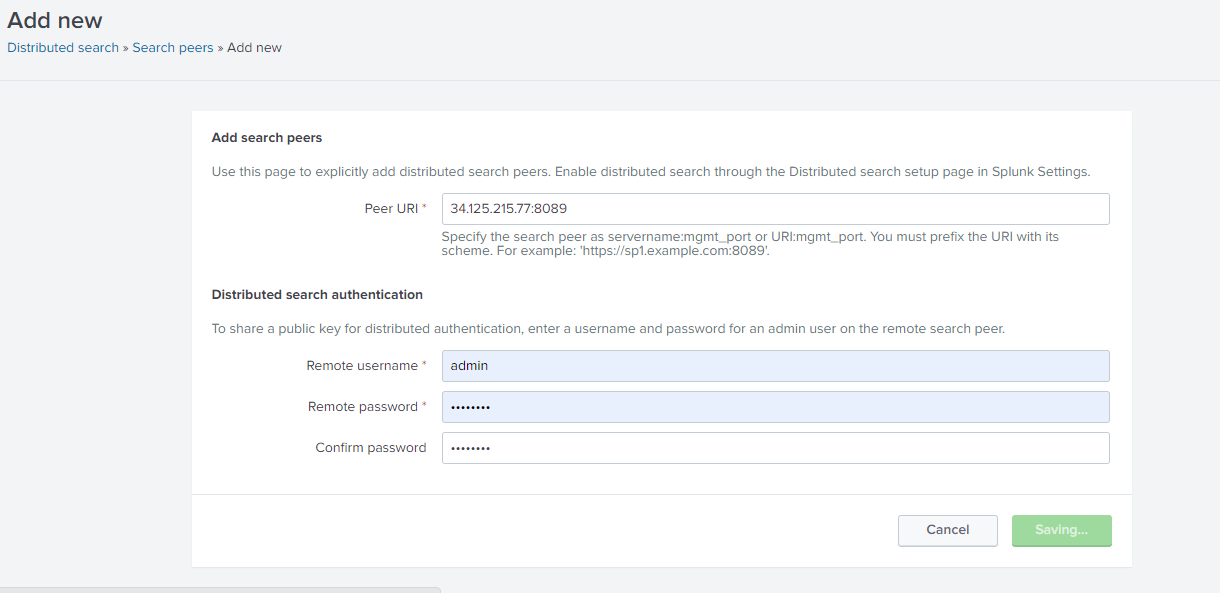 Add new
Distributed search » Search peers » Add new
Add search peers
Use this page to explicitly add distributed search peers. Enable distributed search through the Distributed search setup page in Splunk Settings.
Peer URI *
34.125.215.77:8089
Specify the search peer as servername:mgmt_port or URI:mgmt_port. You must prefix the URI with its
scheme. For example: 'https://sp1.example.com:8089'.
Distributed search authentication
To share a public key for distributed authentication, enter a username and password for an admin user on the remote search peer.
Remote username *
admin
Remote password *
••••••••
Confirm password
••••••••
Cancel
Saving...